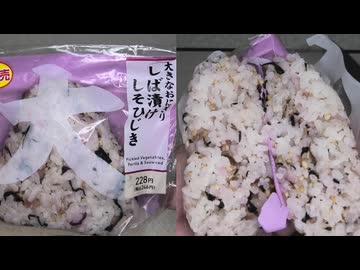 売
大きなおにぎり
しば漬け
しそひじき
Pickled Vegetables,
Perilla & Seaweed
228円
大